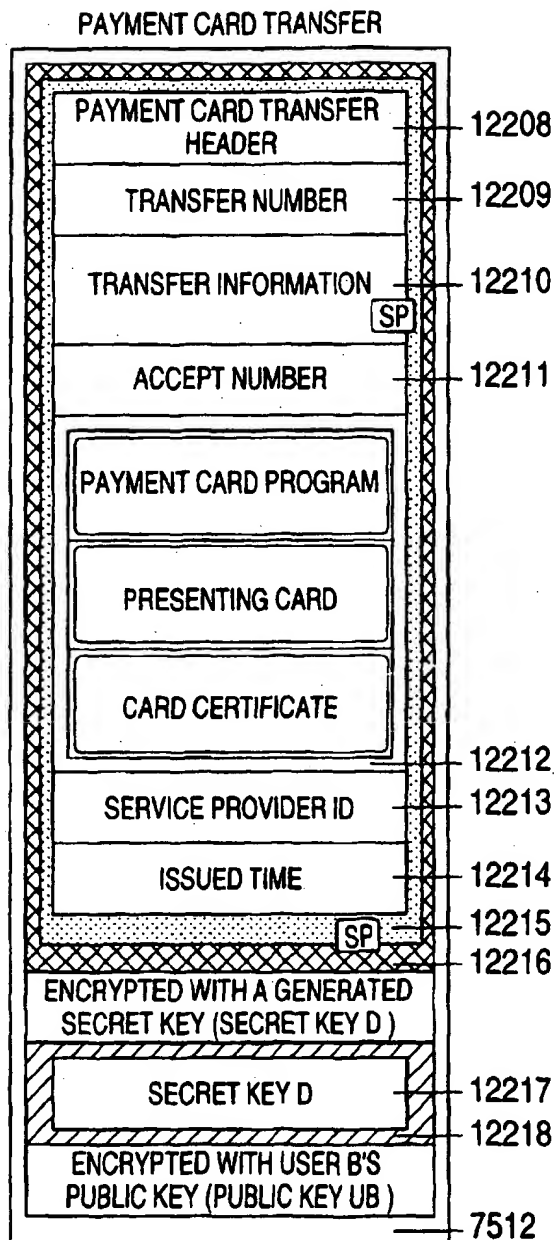 PAYMENT CARD TRANSFER
PAYMENT CARD TRANSFER
HEADER
12208
TRANSFER NUMBER
12209
TRANSFER INFORMATION
12210
SP
ACCEPT NUMBER
12211
PAYMENT CARD PROGRAM
PRESENTING CARD
CARD CERTIFICATE
12212
SERVICE PROVIDER ID
12213
ISSUED TIME
12214
SP
12215
12216
ENCRYPTED WITH A GENERATED
SECRET KEY (SECRET KEY D)
SECRET KEY D
12217
12218
ENCRYPTED WITH USER B'S
PUBLIC KEY (PUBLIC KEY UB)
7512